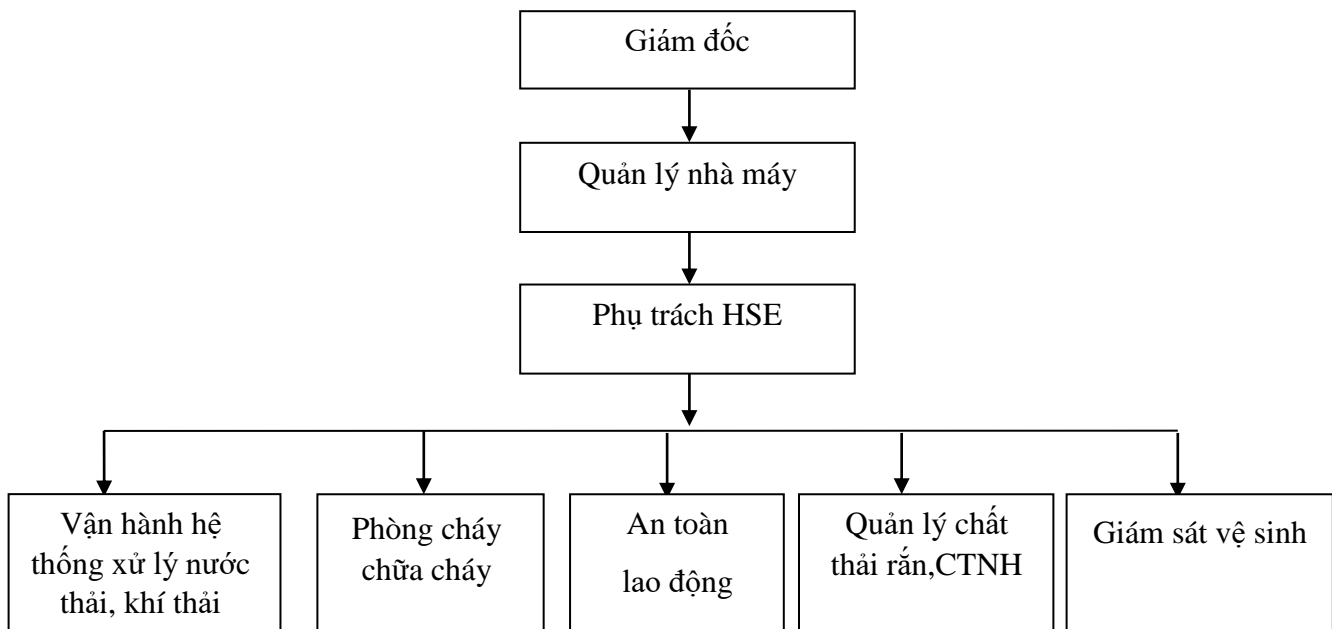 Giám đốc
Quản lý nhà máy
Phụ trách HSE
Vận hành hệ
thống xử lý nước
thải, khí thải
Phòng cháy
chữa cháy
An toàn
lao động
Quản lý chất
thải rắn,CTNH
Giám sát vệ sinh